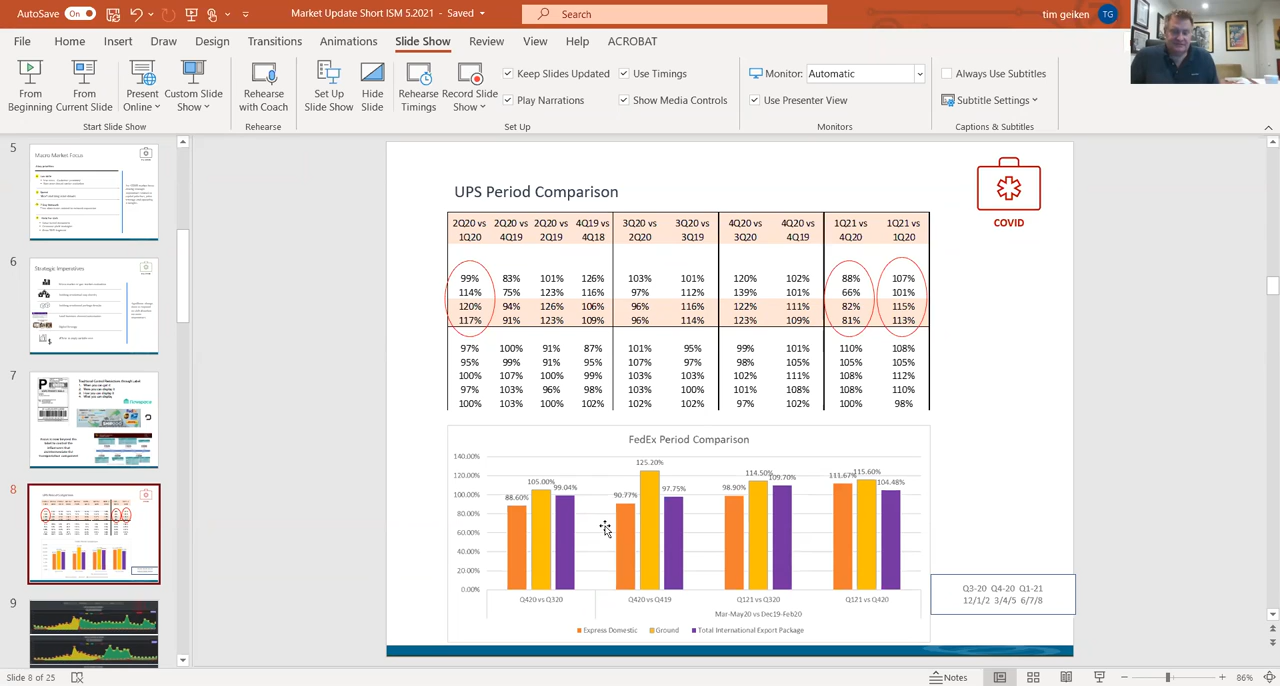 AutoSave On Market Update Short ISM 5.2021 - Saved Search tim geiken TG
File Home Insert Draw Design Transitions Animations Slide Show Review View Help ACROBAT
From Beginning
From Current Slide
Present Online
Custom Slide Show
Rehearse with Coach
Set Up Slide Show
Hide Slide
Rehearse Timings
Record Slide Show
Keep Slides Updated
Play Narrations
Use Timings
Show Media Controls
Monitor: Automatic
Use Presenter View
Always Use Subtitles
Subtitle Settings
Start Slide Show Rehearse Set Up Monitors Captions & Subtitles
5
Mauro Market Focus
6
Strategic Imperatives
7
8
9
UPS Period Comparison
COVID
2Q20 v 2Q20 vs 2Q20 vs 4Q19 vs 3Q20 vs 3Q20 vs 4Q20 vs 4Q20 vs 1Q21 vs 1Q21 vs
1Q20 4Q19 2Q19 4Q18 2Q20 3Q19 3Q20 4Q19 4Q20 1Q20
99% 83% 101% 126% 103% 101% 120% 102% 88% 107%
114% 75% 123% 116% 97% 112% 139% 101% 66% 101%
120% 126% 106% 96% 116% 111% 82% 115%
117% 91% 123% 109% 96% 114% 123% 109% 81% 113%
97% 100% 91% 87% 101% 95% 99% 101% 110% 108%
95% 99% 91% 95% 107% 97% 98% 105% 105% 105%
100% 107% 100% 99% 103% 103% 102% 111% 108% 112%
97% 98% 103% 100% 101% 108% 108% 110%
100% 103% 100% 102% 102% 102% 97% 102% 100% 98%
FedEx Period Comparison
140.00%
120.00%
100.00%
80.00%
60.00%
40.00%
20.00%
0.00%
105.00% 99.04%
90.77% 125.20% 97.75%
98.90% 114.50% 109.70%
111.67% 115.60% 104.48%
Q420 vs Q320 Q420 vs Q419 Q121 vs Q320 Q121 vs Q420
Mar-May20 vs Dec19-Feb20
Express Domestic Ground Total International Export Package
Q3-20 Q4-20 Q1-21
12/1/2 3/4/5 6/7/8
Slide 8 of 25 Notes 86%